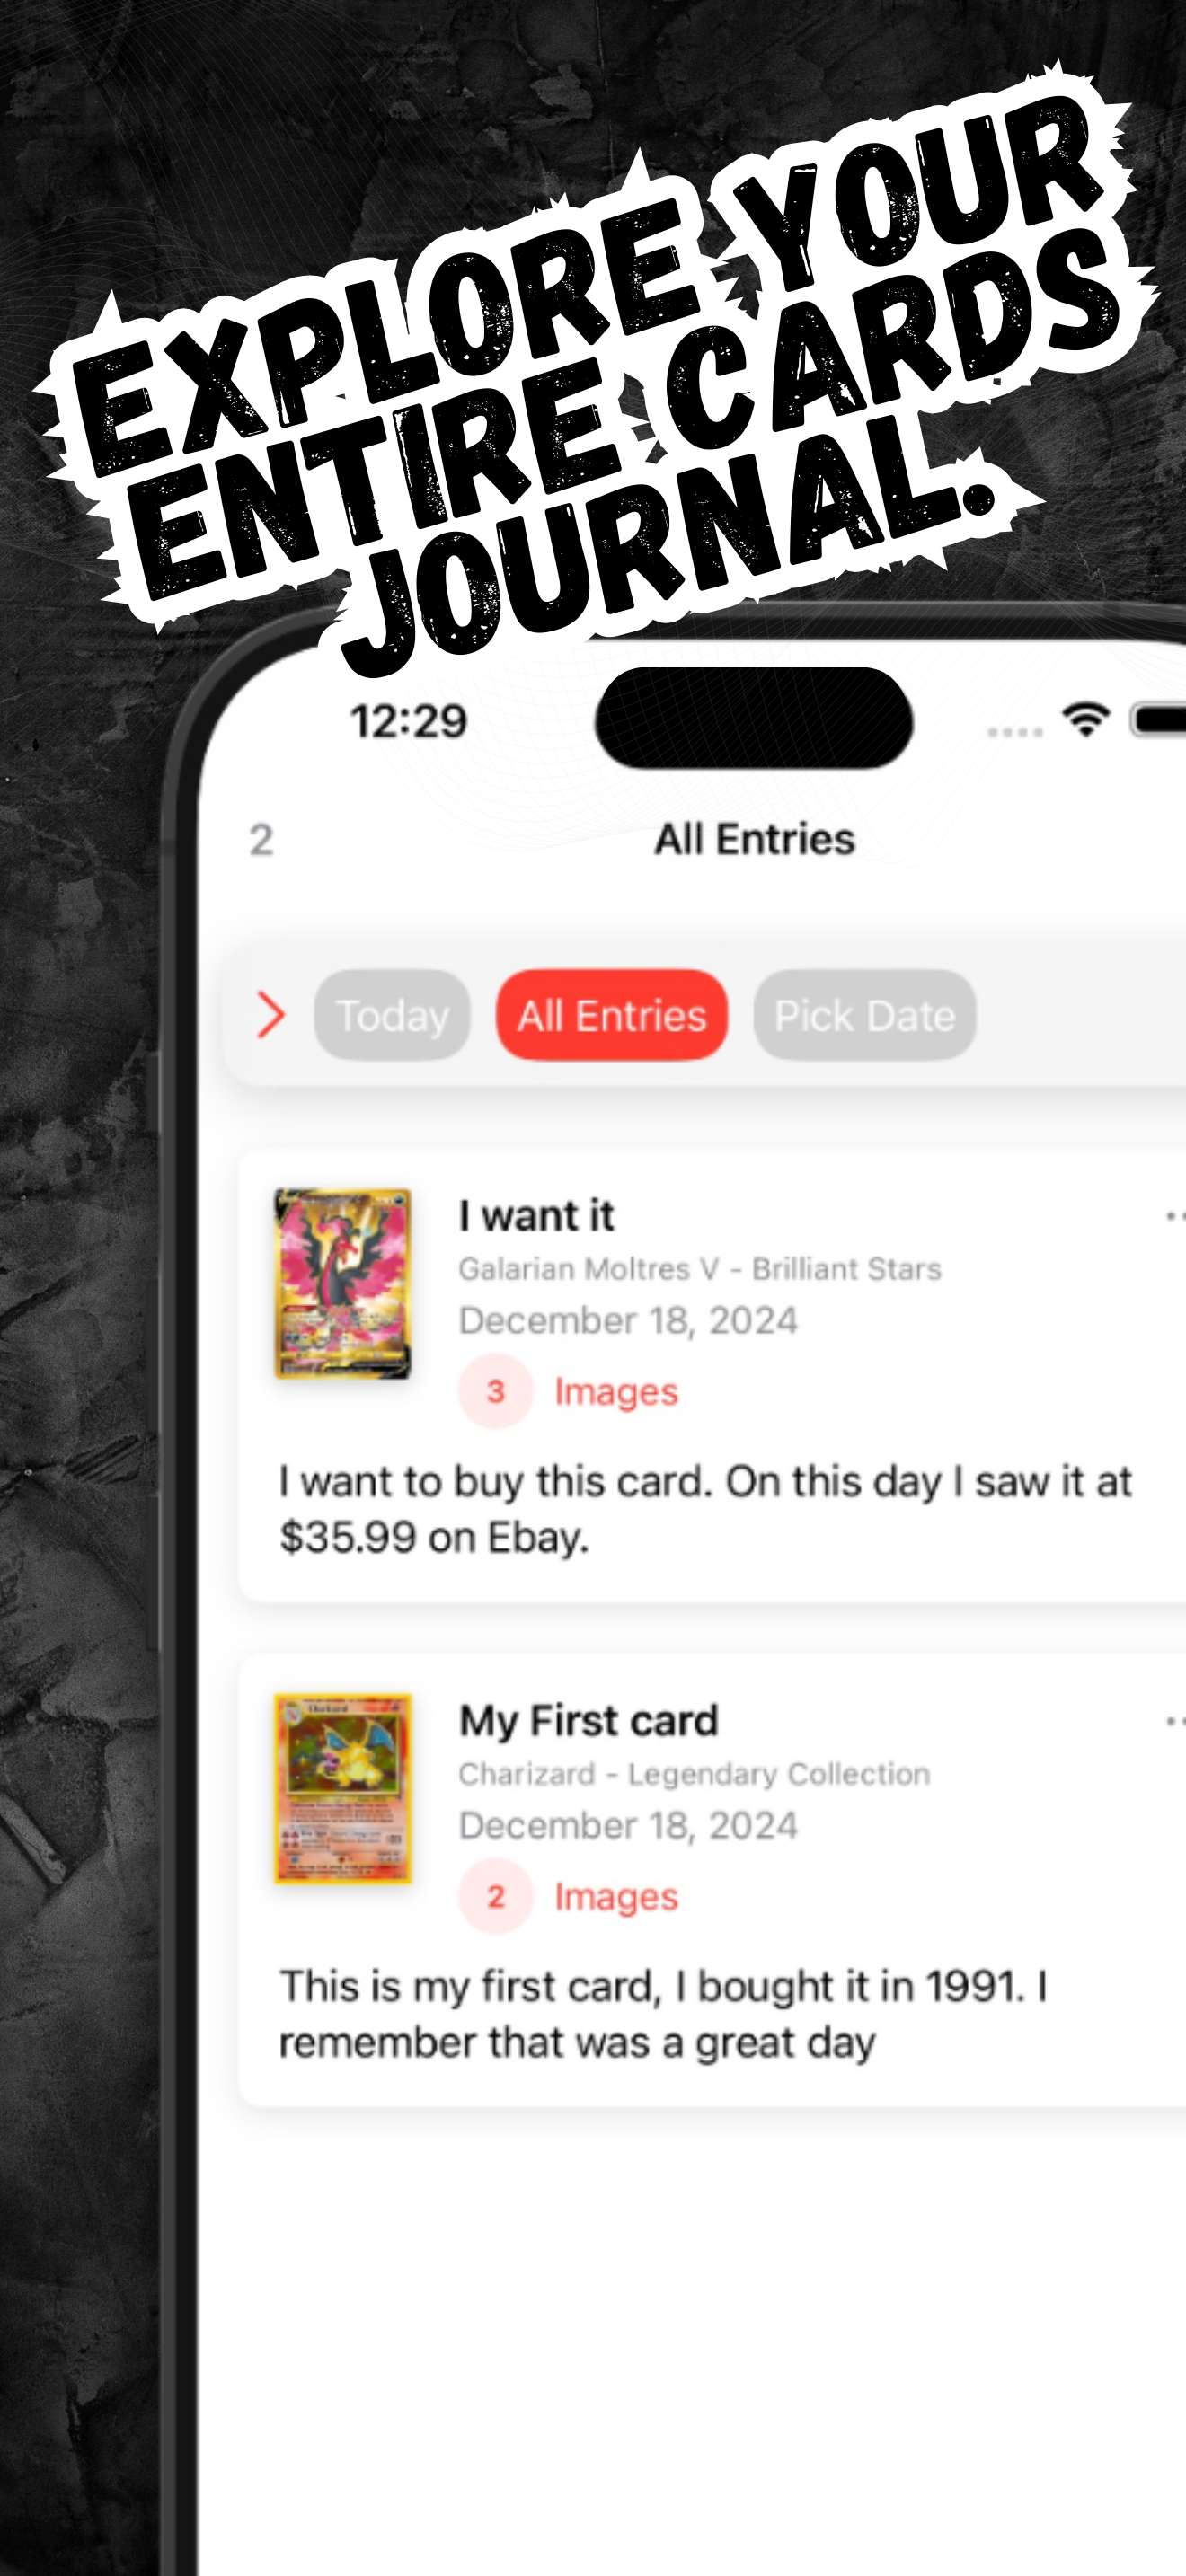 EXPLORE YOUR
ENTIRE CARDS
JOURNAL.
12:29
2
All Entries
Today
All Entries
Pick Date
I want it
Galarian Moltres V - Brilliant Stars
December 18, 2024
3 Images
I want to buy this card. On this day I saw it at
$35.99 on Ebay.
My First card
Charizard - Legendary Collection
December 18, 2024
2 Images
This is my first card, I bought it in 1991. I
remember that was a great day